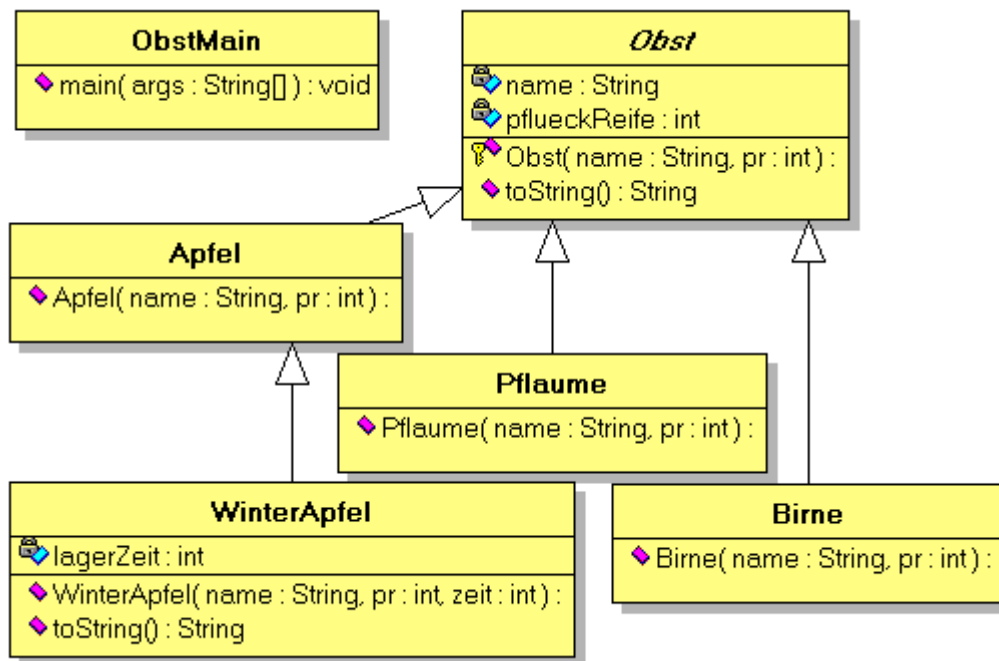 ObstMain
main( args : String[] ) : void
Obst
name : String
pflueckReife : int
Obst( name : String, pr : int ) :
toString() : String
Apfel
Apfel( name : String, pr : int ) :
Pflaume
Pflaume( name : String, pr : int ) :
WinterApfel
lagerZeit : int
WinterApfel( name : String, pr : int, zeit : int ) :
toString() : String
Birne
Birne( name : String, pr : int ) :